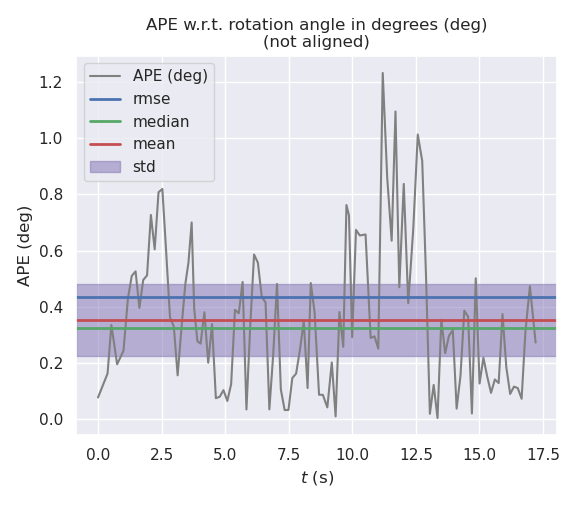 APE w.r.t. rotation angle in degrees (deg)
(not aligned)
APE (deg)
rmse
median
mean
std
APE (deg)
1.2
1.0
0.8
0.6
0.4
0.2
0.0
0.0 2.5 5.0 7.5 10.0 12.5 15.0 17.5
t (s)